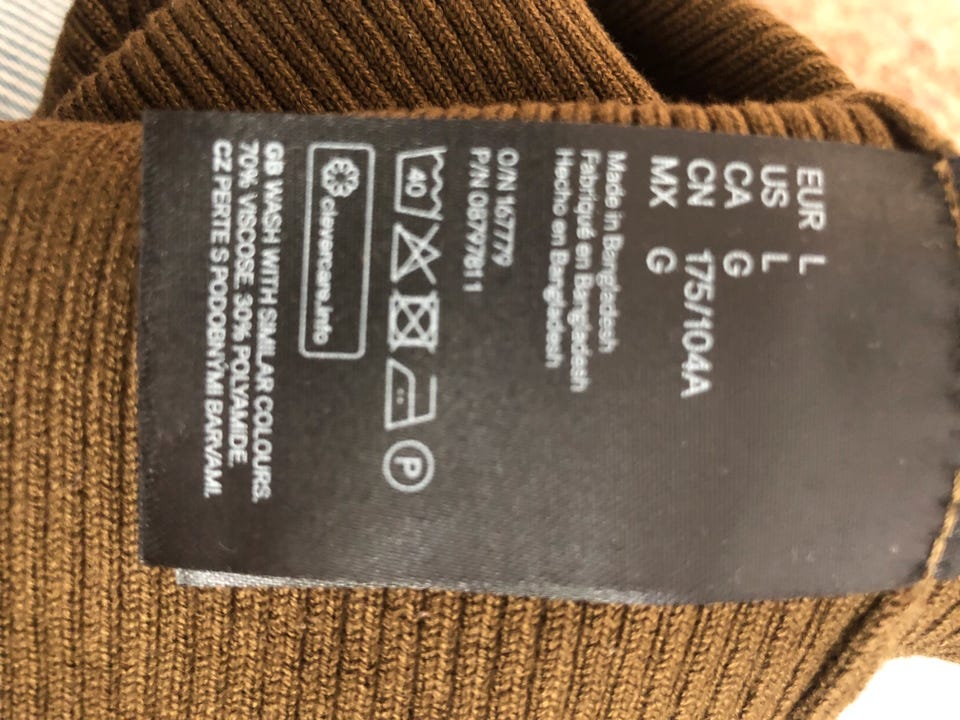 EUR L
US L
CA G
CN 175/104A
MX G
Made in Bangladesh
Fabriqué en Bangladesh
Hecho en Bangladesh
O/N 167779
P/N 08797811
40
P
clevercare.info
GB WASH WITH SIMILAR COLOURS.
70% VISCOSE, 30% POLYAMIDE.
CZ PERTE S PODOBNÝMI BARVAMI.